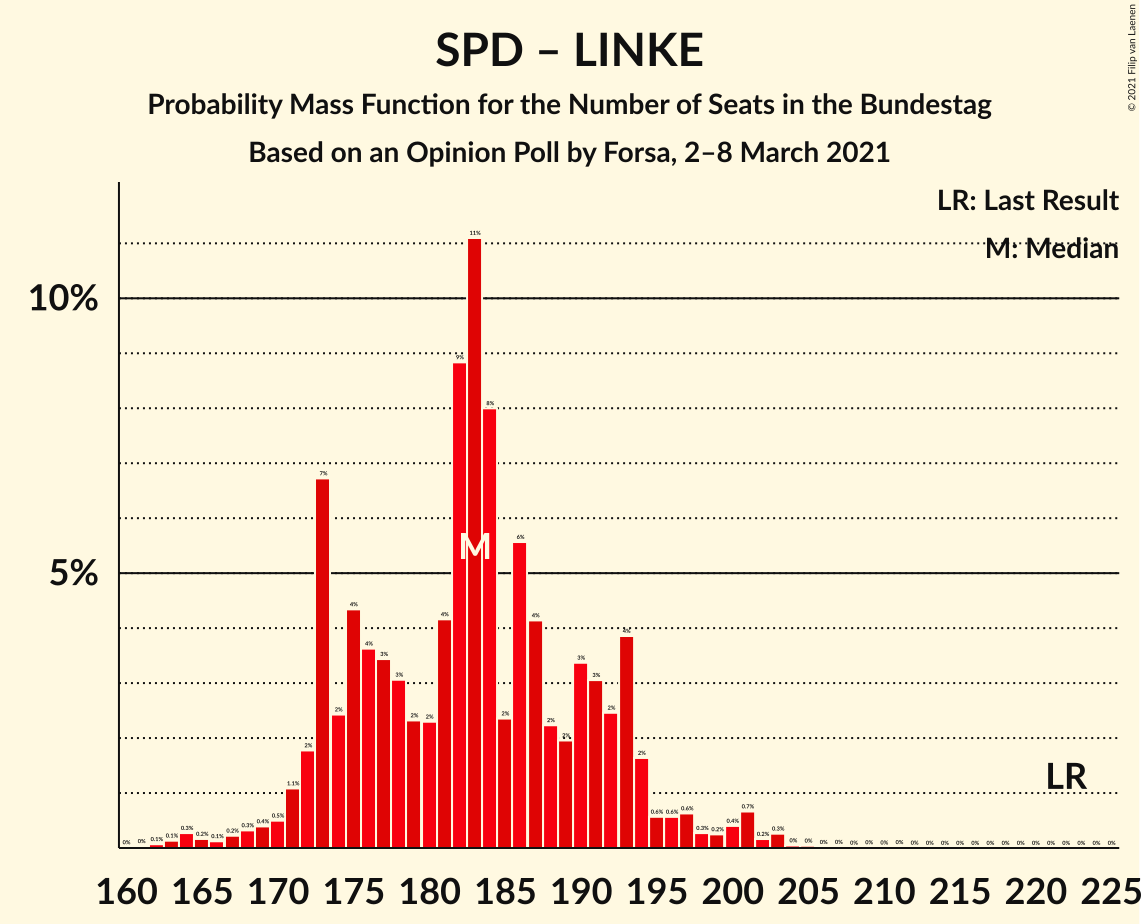 SPD – LINKE
Probability Mass Function for the Number of Seats in the Bundestag
Based on an Opinion Poll by Forsa, 2–8 March 2021
© 2021 Filip van Laenen
LR: Last Result
M: Median
10%
5%
0% 0% 0.1% 0.1% 0.3% 0.2% 0.1% 0.2% 0.3% 0.4% 0.5% 1.1% 2% 7% 2% 4% 4% 3% 3% 2% 2% 4% 9% 11% 8% 2% 6% 4% 2% 2% 3% 3% 2% 4% 2% 0.6% 0.6% 0.6% 0.3% 0.2% 0.4% 0.7% 0.2% 0.3% 0% 0% 0% 0% 0% 0% 0% 0% 0% 0% 0% 0% 0% 0% 0% 0% 0% 0% 0% 0% 0% 0%
M
LR
160 165 170 175 180 185 190 195 200 205 210 215 220 225